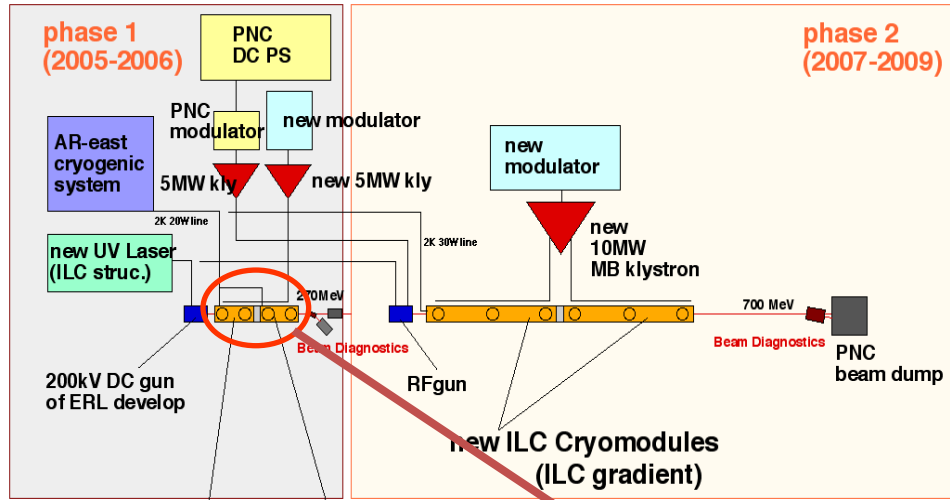 phase 1
(2005-2006)
PNC
DC PS
phase 2
(2007-2009)
PNC
modulator
new modulator
AR-east
cryogenic
system
5MW kly
new 5MW kly
new
modulator
2K 20W line
2K 30W line
new
10MW
MB klystron
new UV Laser
(ILC struc.)
270MeV
700 MeV
Beam Diagnostics
Beam Diagnostics
200kV DC gun
of ERL develop
RFgun
PNC
beam dump
new ILC Cryomodules
(ILC gradient)